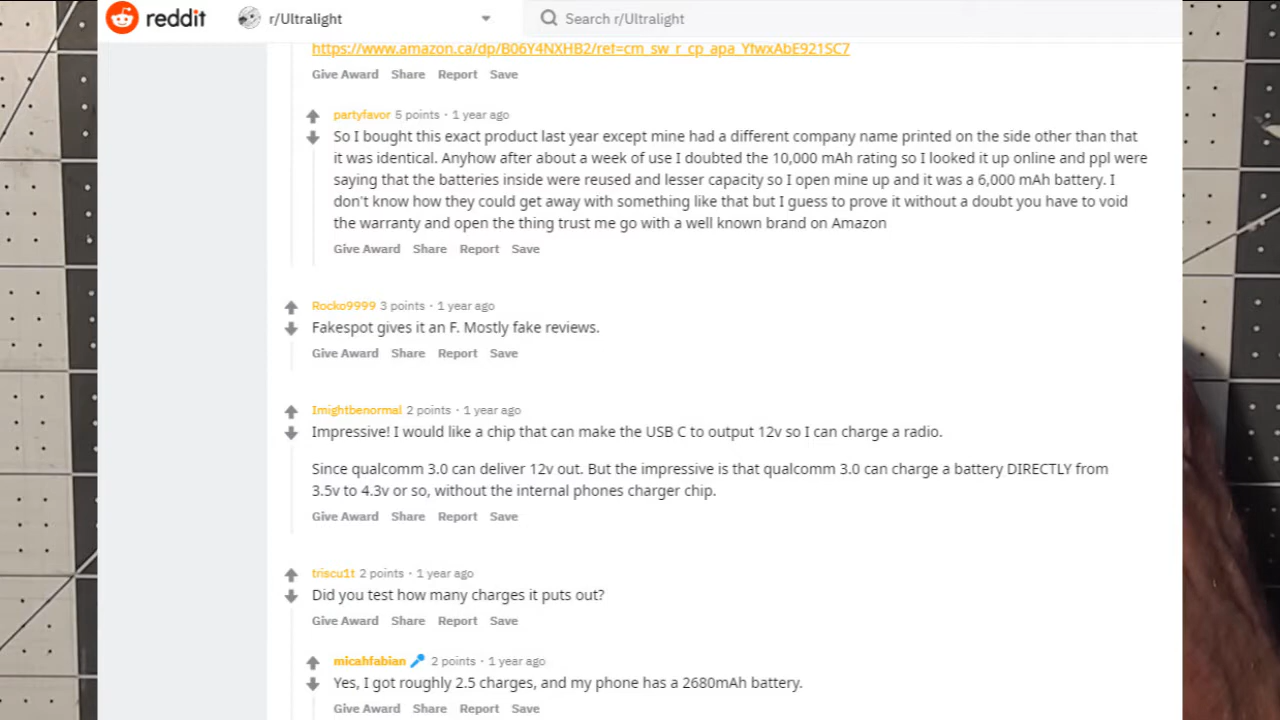 reddit r/Ultralight Search r/Ultralight
https://www.amazon.ca/dp/B06Y4NXHB2/ref=cm_sw_r_cp_apa_YfwxAbE921SC7
Give Award Share Report Save
partyfavor 5 points · 1 year ago
So I bought this exact product last year except mine had a different company name printed on the side other than that
it was identical. Anyhow after about a week of use I doubted the 10,000 mAh rating so I looked it up online and ppl were
saying that the batteries inside were reused and lesser capacity so I open mine up and it was a 6,000 mAh battery. I
don't know how they could get away with something like that but I guess to prove it without a doubt you have to void
the warranty and open the thing trust me go with a well known brand on Amazon
Give Award Share Report Save
Rocko9999 3 points · 1 year ago
Fakespot gives it an F. Mostly fake reviews.
Give Award Share Report Save
Imightbenormal 2 points · 1 year ago
Impressive! I would like a chip that can make the USB C to output 12v so I can charge a radio.
Since qualcomm 3.0 can deliver 12v out. But the impressive is that qualcomm 3.0 can charge a battery DIRECTLY from
3.5v to 4.3v or so, without the internal phones charger chip.
Give Award Share Report Save
triscu1t 2 points · 1 year ago
Did you test how many charges it puts out?
Give Award Share Report Save
micahfabian 2 points · 1 year ago
Yes, I got roughly 2.5 charges, and my phone has a 2680mAh battery.
Give Award Share Report Save